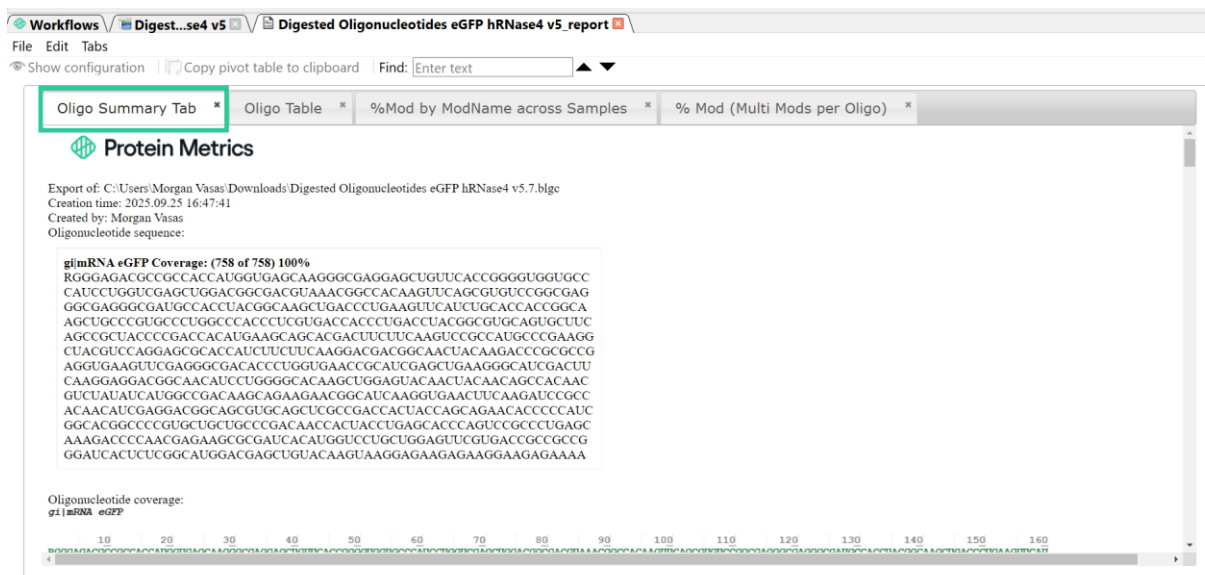 Workflows Digest...se4 v5 Digested Oligonucleotides eGFP hRNase4 v5_report
File Edit Tabs
Show configuration Copy pivot table to clipboard Find: Enter text
Oligo Summary Tab Oligo Table %Mod by ModName across Samples % Mod (Multi Mods per Oligo)
Protein Metrics
Export of: C:\Users\Morgan Vasas\Downloads\Digested Oligonucleotides eGFP hRNase4 v5.7.blgc
Creation time: 2025.09.25 16:47:41
Created by: Morgan Vasas
Oligonucleotide sequence:
gi|mRNA eGFP Coverage: (758 of 758) 100%
RGGGAGACGCCGCCACCAUGGUGAGCAAGGGCGAGGAGCUGUUCACCGGGGUGGUGCC
CAUCCUGGUCGAGCUGGACGGCGACGUAAACGGCCACAAGUUCAGCGUGUCCGGCGAG
GGCGAGGGCGAUGCCACCUACGGCAAGCUGACCCUGAAGUUCAUCUGCACCACCGGCA
AGCUGCCCGUGCCCUGGCCCACCCUCGUGACCACCCUGACCUACGGCGUGCAGUGCUUC
AGCCGCUACCCCGACCACAUGAAGCAGCACGACUUCUUCAAGUCCGCCAUGCCCGAAGG
CUACGUCCAGGAGCGCACCAUCUUCUUCAAGGACGACGGCAACUACAAGACCCGCGCCG
AGGUGAAGUUCGAGGGCGACACCCUGGUGAACCGCAUCGAGCUGAAGGGCAUCGACUU
CAAGGAGGACGGCAACAUCCUGGGGCACAAGCUGGAGUACAACUACAACAGCCACAAC
GUCUAUAUCAUGGCCGACAAGCAGAAGAACGGCAUCAAGGUGAACUUCAAGAUCCGCC
ACAACAUCGAGGACGGCAGCGUGCAGCUCGCCGACCACUACCAGCAGAACACCCCCAUC
GGCACGGCCCCGUGCUGCUGCCCGACAACCACUACCUGAGCACCCAGUCCGCCCUGAGC
AAAGACCCCAACGAGAAGCGCGAUCACAUGGUCCUGCUGGAGUUCGUGACCGCCGCCG
GGAUCACUCUCGGCAUGGACGAGCUGUACAAGUAAGGAGAAGAGAAGGAAGAGAAAA
Oligonucleotide coverage:
gi|mRNA eGFP
10 20 30 40 50 60 70 80 90 100 110 120 130 140 150 160